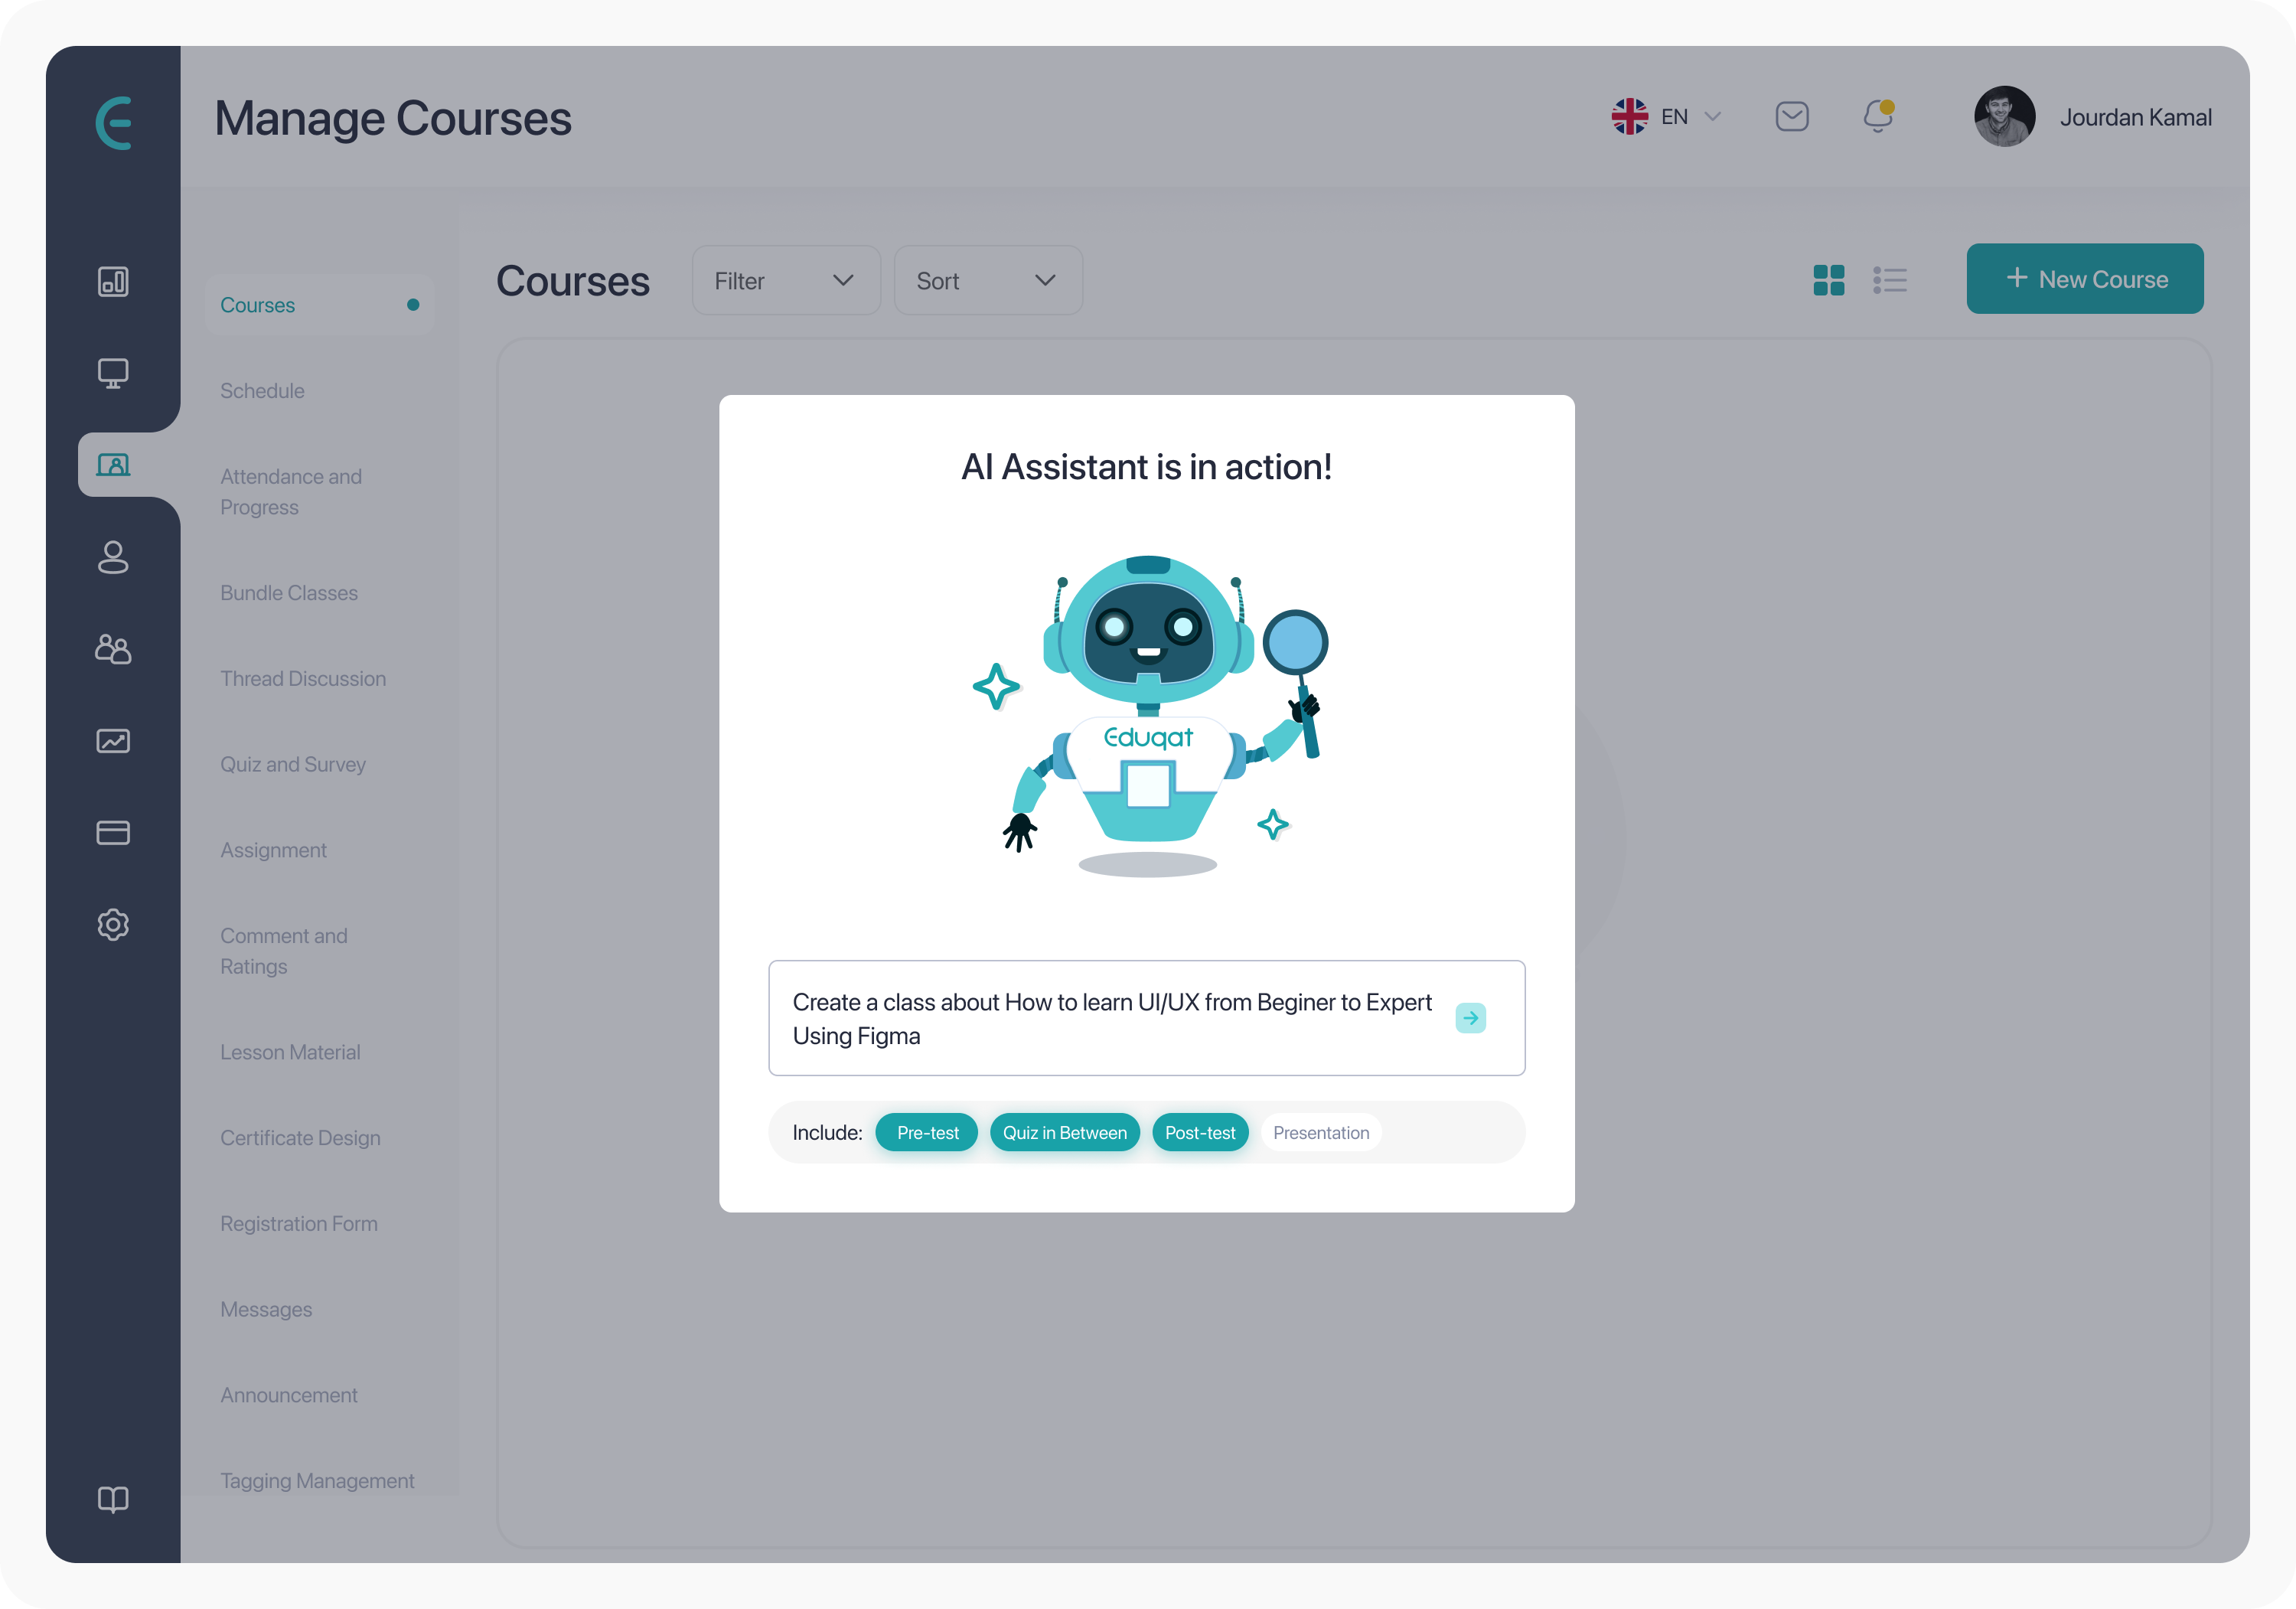 Manage Courses
EN
Jourdan Kamal
Courses
Schedule
Attendance and
Progress
Bundle Classes
Thread Discussion
Quiz and Survey
Assignment
Comment and
Ratings
Lesson Material
Certificate Design
Registration Form
Messages
Announcement
Tagging Management
Courses
Filter
Sort
+ New Course
AI Assistant is in action!
Eduqat
Create a class about How to learn UI/UX from Beginer to Expert
Using Figma
Include: Pre-test Quiz in Between Post-test Presentation